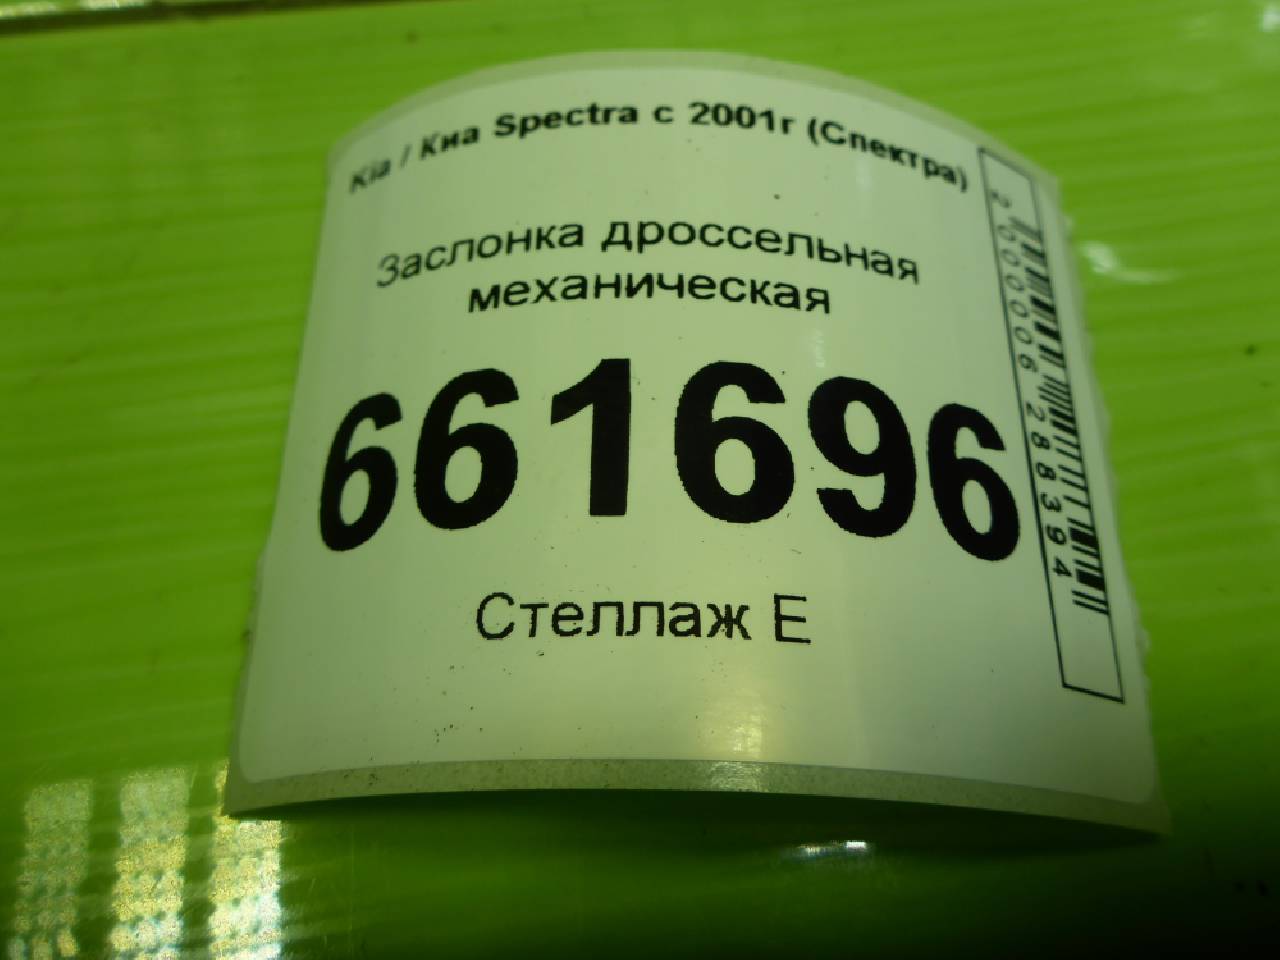 Kia / Киа Spectra с 2001г (Спектра)
Заслонка дроссельная
механическая
661696
Стеллаж Е
2000006288394